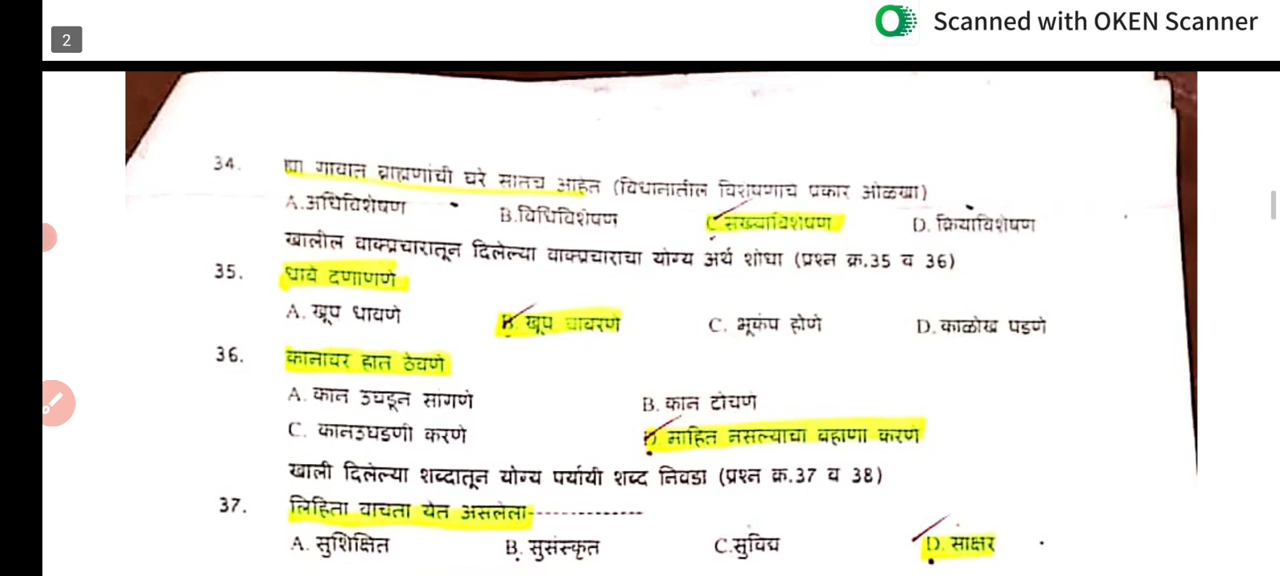 Scanned with OKEN Scanner
2
34. ह्या गावात ब्राह्मणांची घरे सातच आहेत (विधानातील विशेषणाचे प्रकार ओळखा)
A.अधिविशेषण B.विधिविशेषण C.संख्याविशेषण D. क्रियाविशेषण
खालील वाक्प्रचारातून दिलेल्या वाक्प्रचाराचा योग्य अर्थ शोधा (प्रश्न क्र.35 व 36)
35. धाबे दणाणणे
A. खूप धावणे B. खूप घाबरणे C. भूकंप होणे D. काळोख पडणे
36. कानावर हात ठेवणे
A. कान उघडून सांगणे B. कान टोचणे
C. कानउघडणी करणे D. माहित नसल्याचा बहाणा करणे
खाली दिलेल्या शब्दातून योग्य पर्यायी शब्द निवडा (प्रश्न क्र.37 व 38)
37. लिहिता वाचता येत असलेला--------------
A. सुशिक्षित B. सुसंस्कृत C.सुविद्य D. साक्षर